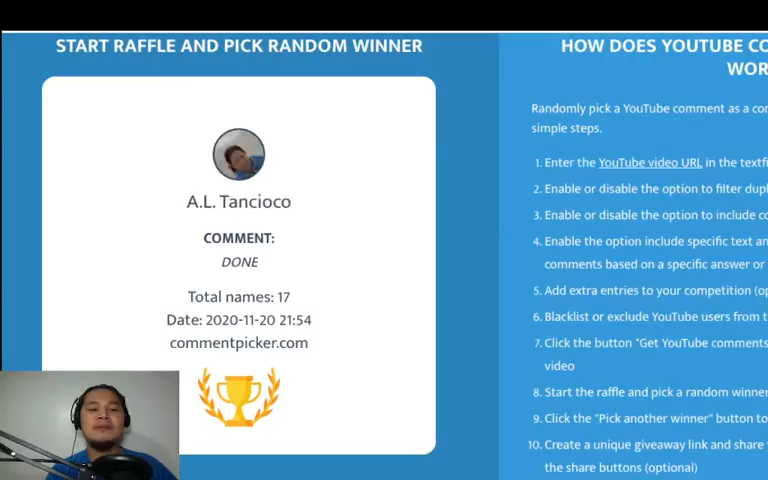 START RAFFLE AND PICK RANDOM WINNER
A.L. Tancioco
COMMENT:
DONE
Total names: 17
Date: 2020-11-20 21:54
commentpicker.com
HOW DOES YOUTUBE CO
WOR
Randomly pick a YouTube comment as a co
simple steps.
1. Enter the YouTube video URL in the textfi
2. Enable or disable the option to filter dupl
3. Enable or disable the option to include co
4. Enable the option include specific text an
comments based on a specific answer or
5. Add extra entries to your competition (op
6. Blacklist or exclude YouTube users from t
7. Click the button "Get YouTube comments
video
8. Start the raffle and pick a random winner
9. Click the "Pick another winner" button to
10. Create a unique giveaway link and share
the share buttons (optional)